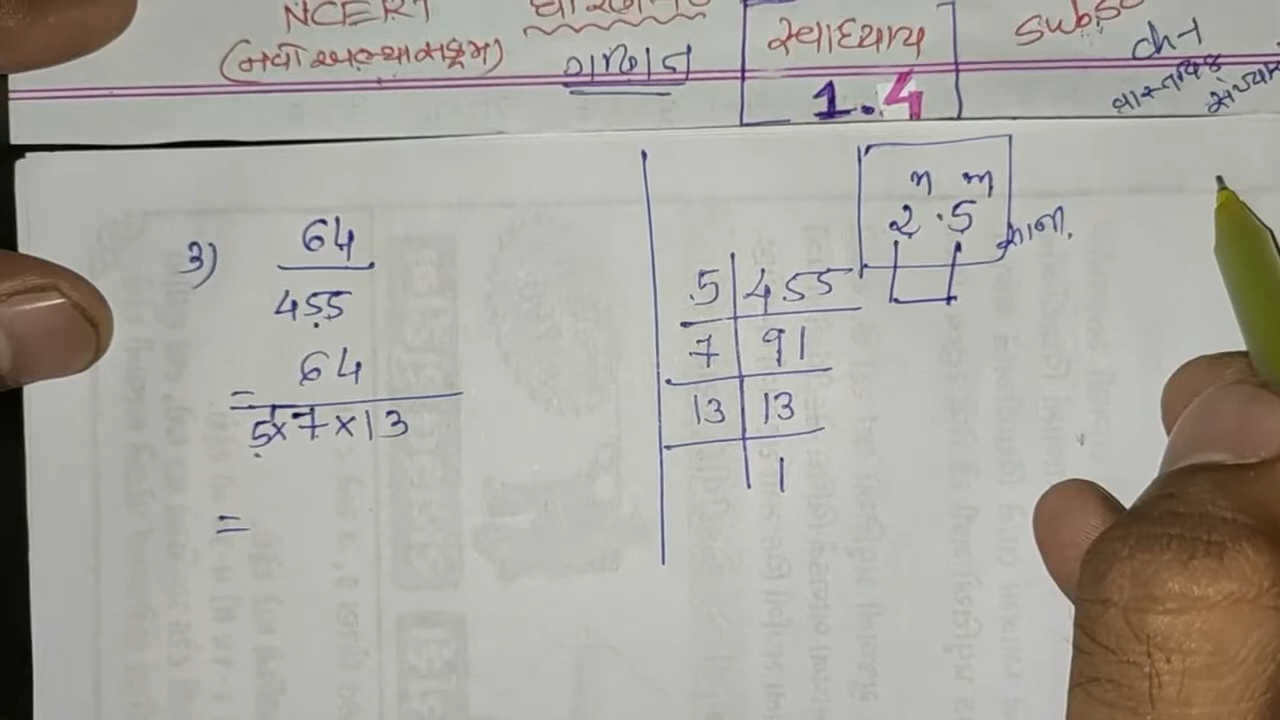 NCERT
(નવો અભ્યાસક્રમ)
ગણિત
સ્વાધ્યાય
1.4
ch-1
વાસ્તવિક
સંખ્યા
3) 64
455
= 64
5×7×13
=
5 455
7 91
13 13
1
n m
2 . 5